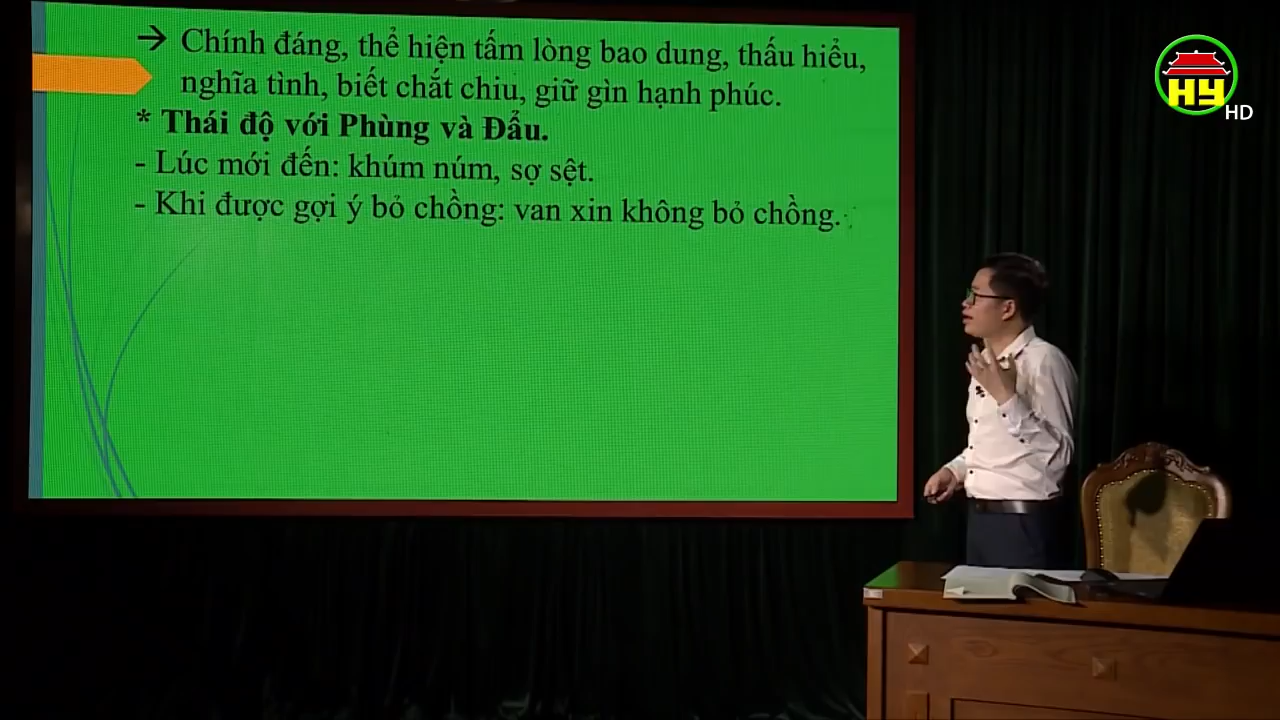 → Chính đáng, thể hiện tấm lòng bao dung, thấu hiểu,
nghĩa tình, biết chắt chiu, giữ gìn hạnh phúc.
* Thái độ với Phùng và Đẩu.
- Lúc mới đến: khúm núm, sợ sệt.
- Khi được gợi ý bỏ chồng: van xin không bỏ chồng.
HY
HD